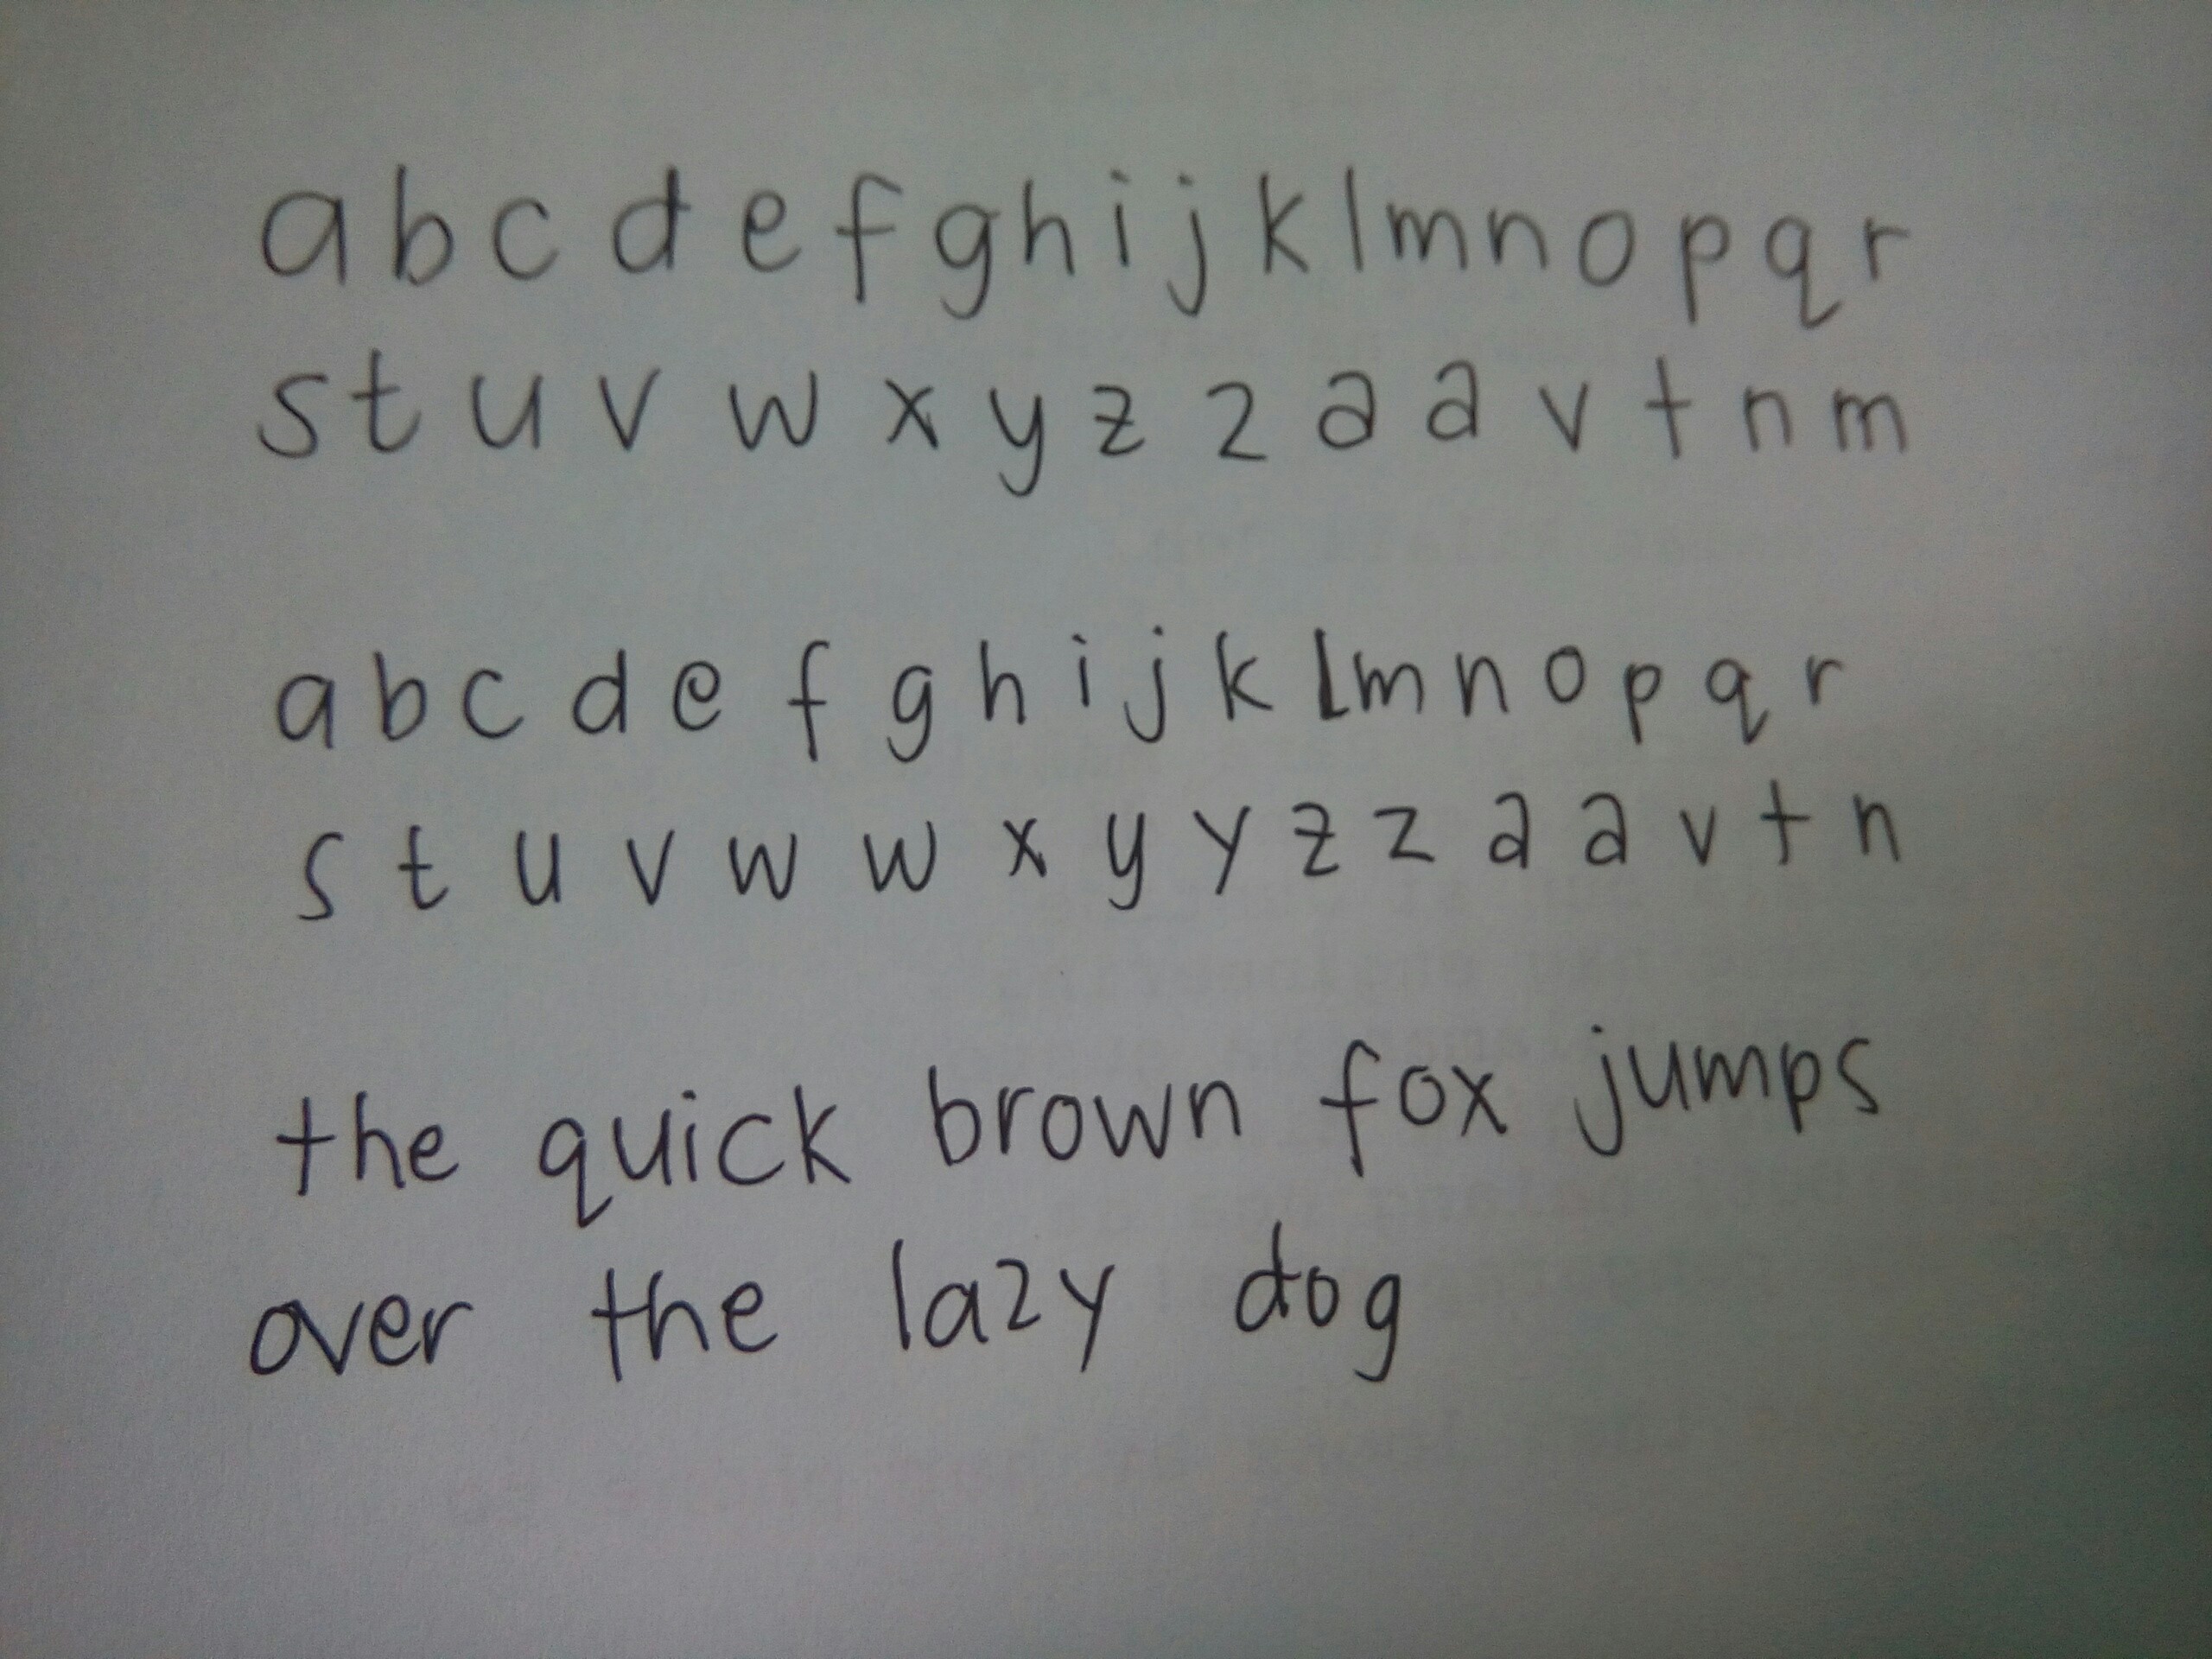 a b c d e f g h i j k l m n o p q r
s t u v w x y z z a a v t n m
a b c d e f g h i j k l m n o p q r
s t u v w w x y y z z a a v t n
the quick brown fox jumps
over the lazy dog